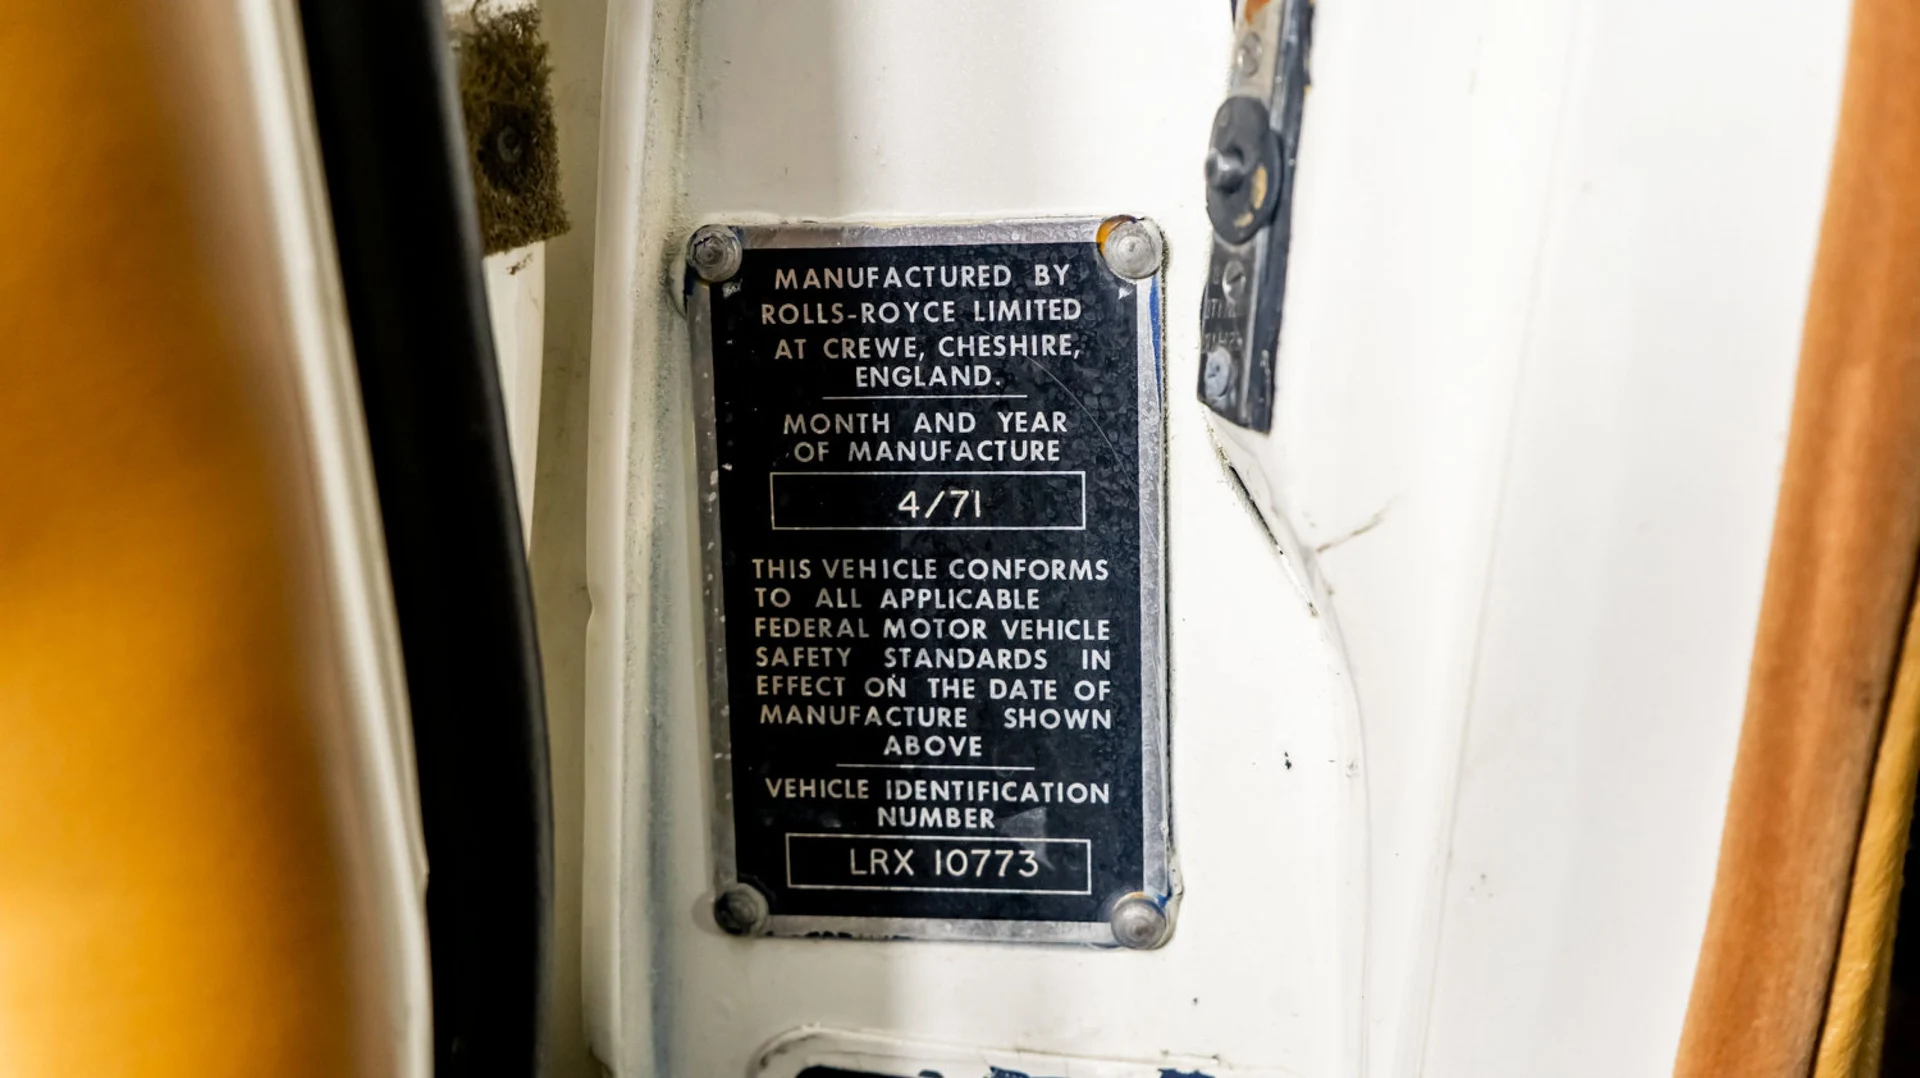 MANUFACTURED BY
ROLLS-ROYCE LIMITED
AT CREWE, CHESHIRE,
ENGLAND.
MONTH AND YEAR
OF MANUFACTURE
4/71
THIS VEHICLE CONFORMS
TO ALL APPLICABLE
FEDERAL MOTOR VEHICLE
SAFETY STANDARDS IN
EFFECT ON THE DATE OF
MANUFACTURE SHOWN
ABOVE
VEHICLE IDENTIFICATION
NUMBER
LRX 10773